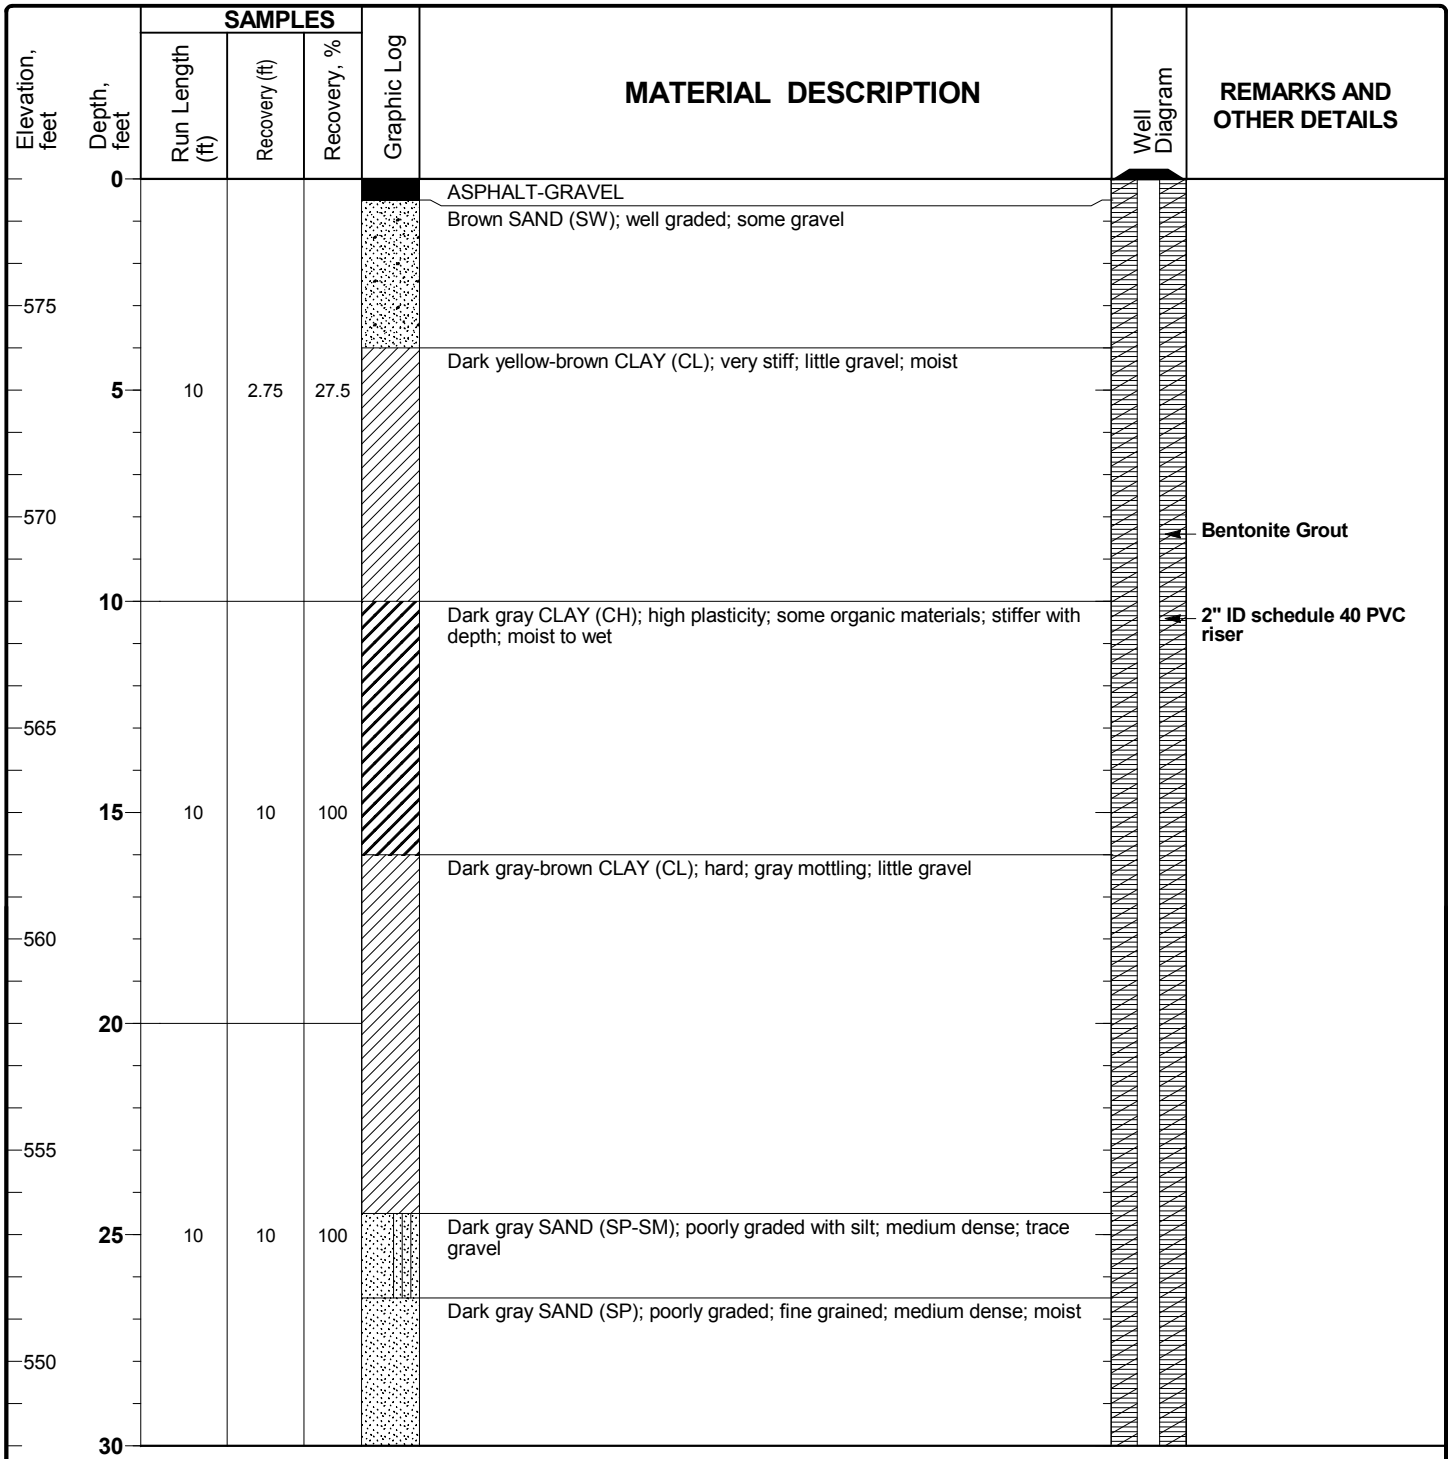 SAMPLES
Elevation,
feet
Depth,
feet
Run Length
(ft)
Recovery (ft)
Recovery, %
Graphic Log
MATERIAL DESCRIPTION
Well
Diagram
REMARKS AND
OTHER DETAILS
0
ASPHALT-GRAVEL
Brown SAND (SW); well graded; some gravel
575
Dark yellow-brown CLAY (CL); very stiff; little gravel; moist
5
10
2.75
27.5
570
Bentonite Grout
10
Dark gray CLAY (CH); high plasticity; some organic materials; stiffer with
depth; moist to wet
2" ID schedule 40 PVC
riser
565
15
10
10
100
Dark gray-brown CLAY (CL); hard; gray mottling; little gravel
560
20
555
25
10
10
100
Dark gray SAND (SP-SM); poorly graded with silt; medium dense; trace
gravel
Dark gray SAND (SP); poorly graded; fine grained; medium dense; moist
550
30